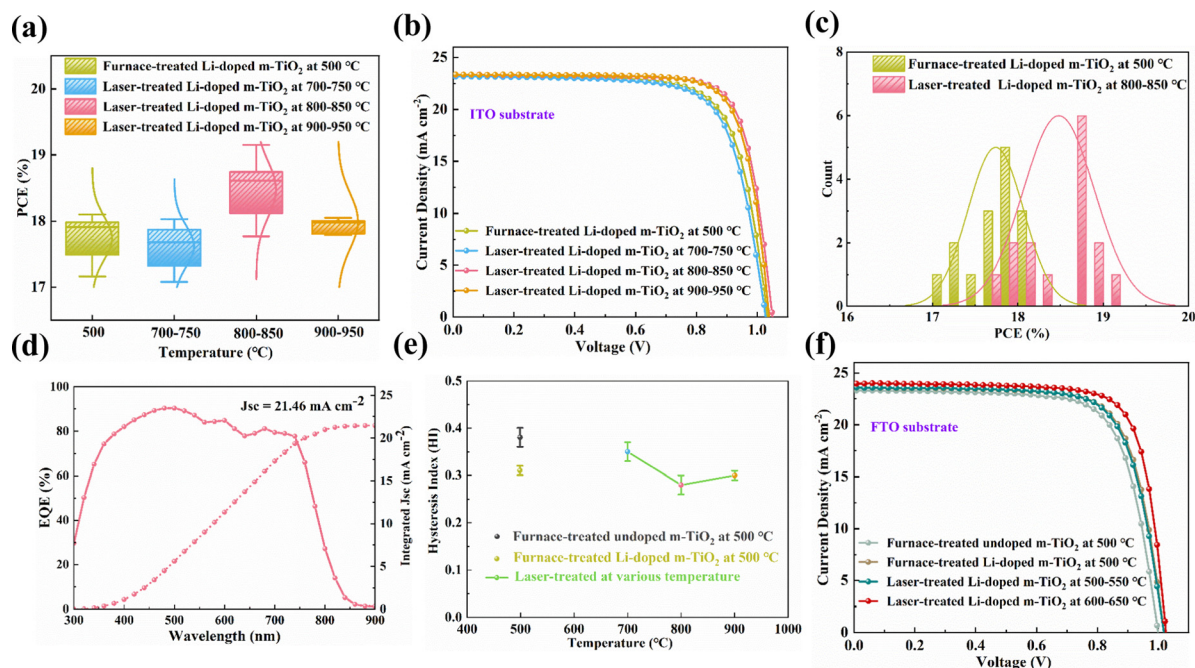 (a)
Furnace-treated Li-doped m-TiO₂ at 500 ℃
Laser-treated Li-doped m-TiO₂ at 700-750 ℃
Laser-treated Li-doped m-TiO₂ at 800-850 ℃
Laser-treated Li-doped m-TiO₂ at 900-950 ℃
20
19
18
17
PCE (%)
500 700-750 800-850 900-950
Temperature (℃)
(b)
25
20
15
10
5
0
Current Density (mA cm⁻²)
ITO substrate
Furnace-treated Li-doped m-TiO₂ at 500 ℃
Laser-treated Li-doped m-TiO₂ at 700-750 ℃
Laser-treated Li-doped m-TiO₂ at 800-850 ℃
Laser-treated Li-doped m-TiO₂ at 900-950 ℃
0.0 0.2 0.4 0.6 0.8 1.0
Voltage (V)
(c)
8
6
4
2
0
Count
Furnace-treated Li-doped m-TiO₂ at 500 ℃
Laser-treated Li-doped m-TiO₂ at 800-850 ℃
16 17 18 19 20
PCE (%)
(d)
100
80
60
40
20
0
EQE (%)
Jsc = 21.46 mA cm⁻²
25
20
15
10
5
0
Integrated Jsc (mA cm⁻²)
300 400 500 600 700 800 900
Wavelength (nm)
(e)
0.5
0.4
0.3
0.2
0.1
0.0
Hysteresis Index (HI)
Furnace-treated undoped m-TiO₂ at 500 ℃
Furnace-treated Li-doped m-TiO₂ at 500 ℃
Laser-treated at various temperature
400 500 600 700 800 900 1000
Temperature (℃)
(f)
25
20
15
10
5
0
Current Density (mA cm⁻²)
FTO substrate
Furnace-treated undoped m-TiO₂ at 500 ℃
Furnace-treated Li-doped m-TiO₂ at 500 ℃
Laser-treated Li-doped m-TiO₂ at 500-550 ℃
Laser-treated Li-doped m-TiO₂ at 600-650 ℃
0.0 0.2 0.4 0.6 0.8 1.0
Voltage (V)